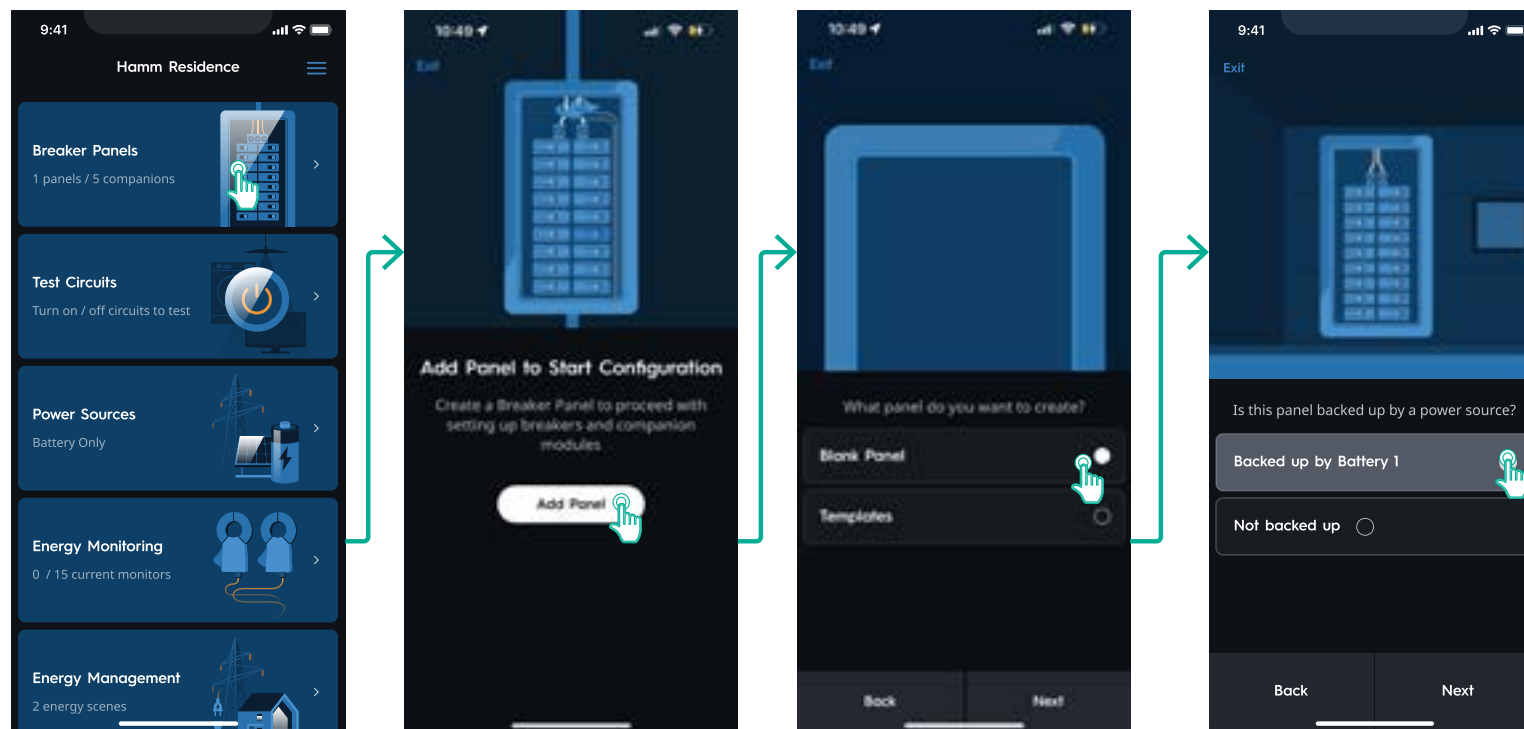 9:41
Hamm Residence
Breaker Panels
1 panels / 5 companions
Test Circuits
Turn on / off circuits to test
Power Sources
Battery Only
Energy Monitoring
0 / 15 current monitors
Energy Management
2 energy scenes
10:49
Exit
Add Panel to Start Configuration
Create a Breaker Panel to proceed with
setting up breakers and companion
modules
Add Panel
10:49
Exit
What panel do you want to create?
Blank Panel
Templates
Back
Next
9:41
Exit
Is this panel backed up by a power source?
Backed up by Battery 1
Not backed up
Back
Next